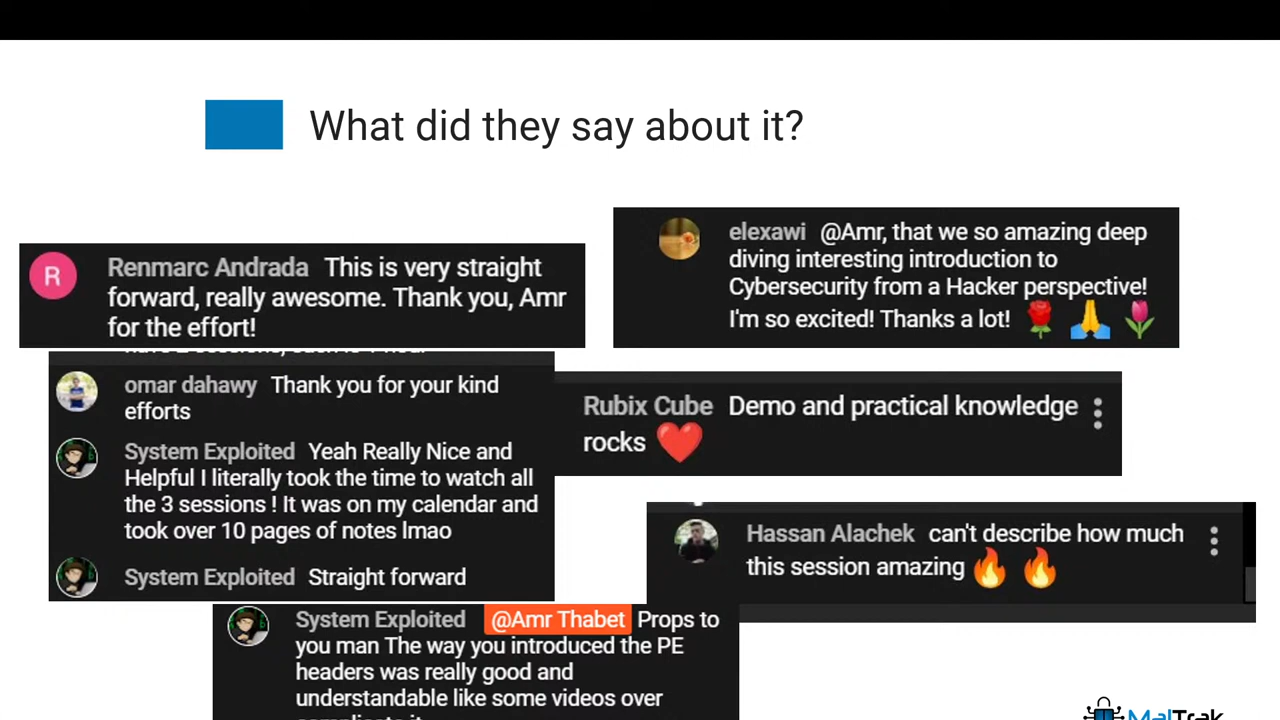 What did they say about it?
Renmarc Andrada This is very straight
forward, really awesome. Thank you, Amr
for the effort!
elexawi @Amr, that we so amazing deep
diving interesting introduction to
Cybersecurity from a Hacker perspective!
I'm so excited! Thanks a lot!
omar dahawy Thank you for your kind
efforts
System Exploited Yeah Really Nice and
Helpful I literally took the time to watch all
the 3 sessions ! It was on my calendar and
took over 10 pages of notes lmao
System Exploited Straight forward
Rubix Cube Demo and practical knowledge
rocks
Hassan Alachek can't describe how much
this session amazing
System Exploited @Amr Thabet Props to
you man The way you introduced the PE
headers was really good and
understandable like some videos over
MalTrak
R